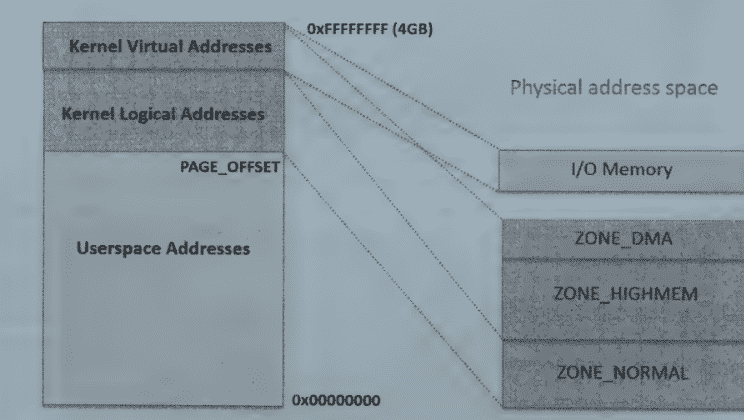 Kernel Virtual Addresses
0xFFFFFFFF (4GB)
Kernel Logical Addresses
PAGE_OFFSET
Userspace Addresses
0x00000000
Physical address space
I/O Memory
ZONE_DMA
ZONE_HIGHMEM
ZONE_NORMAL